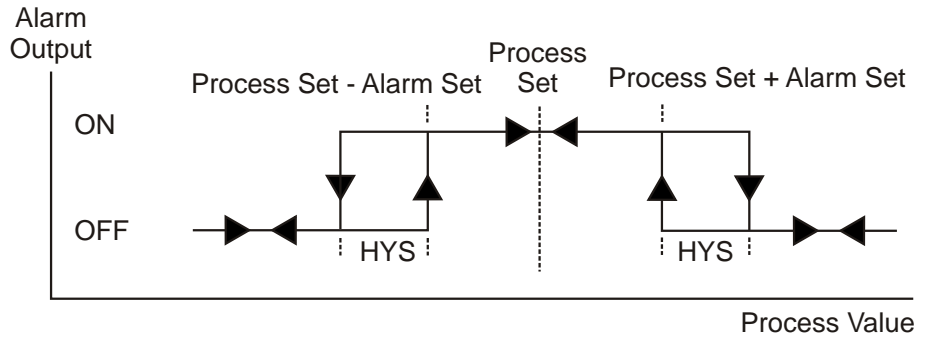 Alarm
Output
Process
Set
Process Set - Alarm Set
Process Set + Alarm Set
ON
OFF
HYS
HYS
Process Value